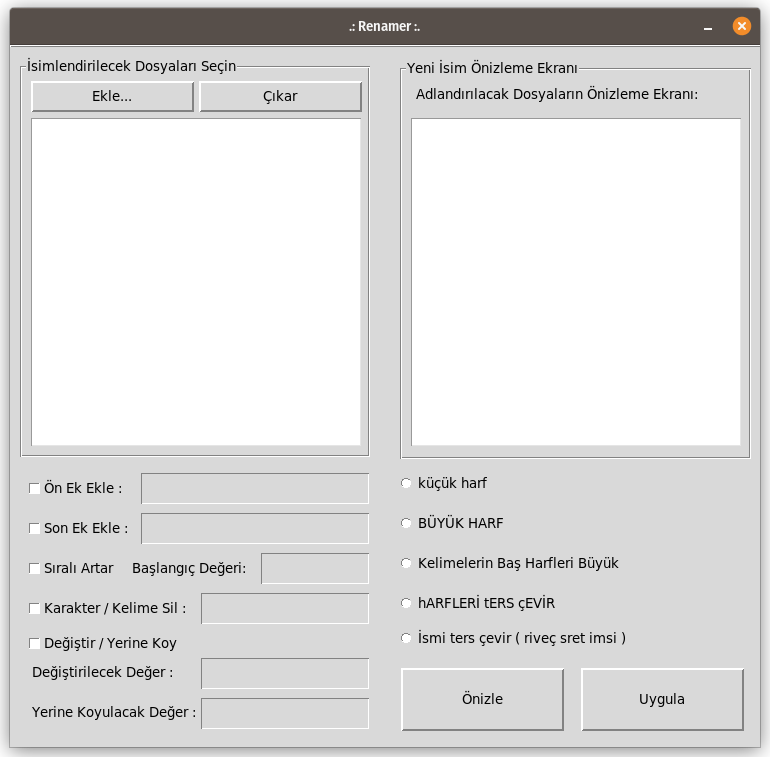 .: Renamer :.
İsimlendirilecek Dosyaları Seçin
Ekle...
Çıkar
Yeni İsim Önizleme Ekranı
Adlandırılacak Dosyaların Önizleme Ekranı:
Ön Ek Ekle :
Son Ek Ekle :
Sıralı Artar Başlangıç Değeri:
Karakter / Kelime Sil :
Değiştir / Yerine Koy
Değiştirilecek Değer :
Yerine Koyulacak Değer :
küçük harf
BÜYÜK HARF
Kelimelerin Baş Harfleri Büyük
hARFLERİ tERS çEVİR
İsmi ters çevir ( riveç sret imsi )
Önizle
Uygula